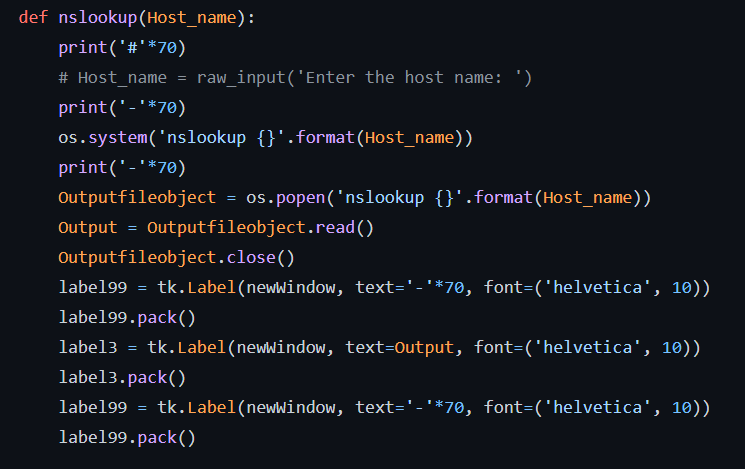 def nslookup(Host_name):
    print('#'*70)
    # Host_name = raw_input('Enter the host name: ')
    print('-'*70)
    os.system('nslookup {}'.format(Host_name))
    print('-'*70)
    Outputfileobject = os.popen('nslookup {}'.format(Host_name))
    Output = Outputfileobject.read()
    Outputfileobject.close()
    label99 = tk.Label(newWindow, text='-'*70, font=('helvetica', 10))
    label99.pack()
    label3 = tk.Label(newWindow, text=Output, font=('helvetica', 10))
    label3.pack()
    label99 = tk.Label(newWindow, text='-'*70, font=('helvetica', 10))
    label99.pack()